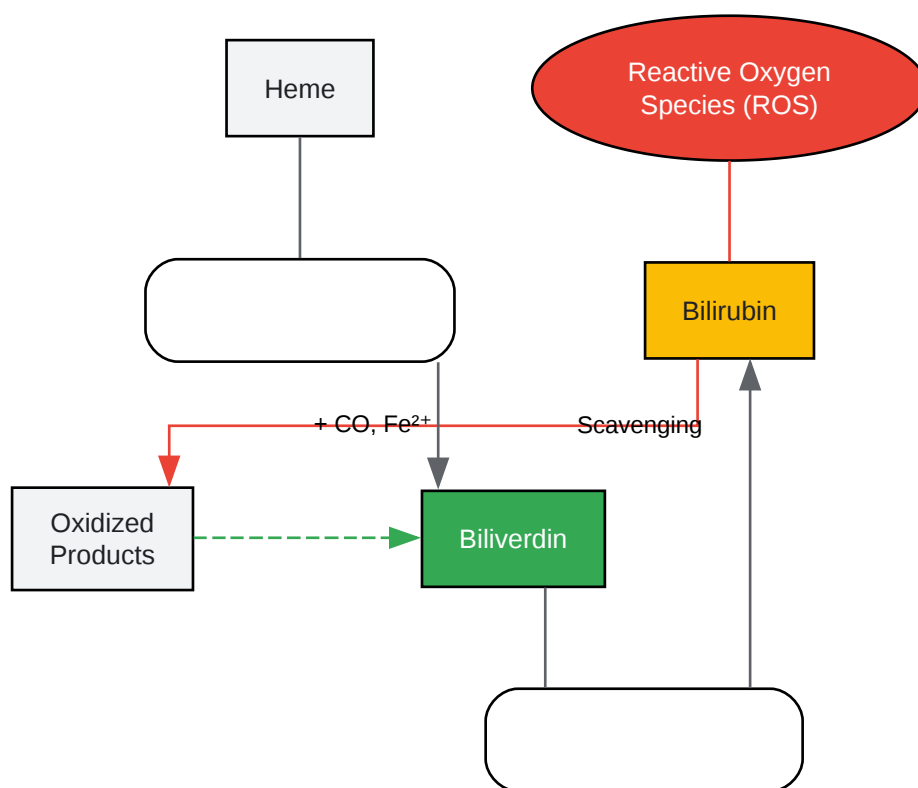 Heme
Reactive Oxygen
Species (ROS)
Bilirubin
+ CO, Fe²⁺
Scavenging
Oxidized
Products
Biliverdin